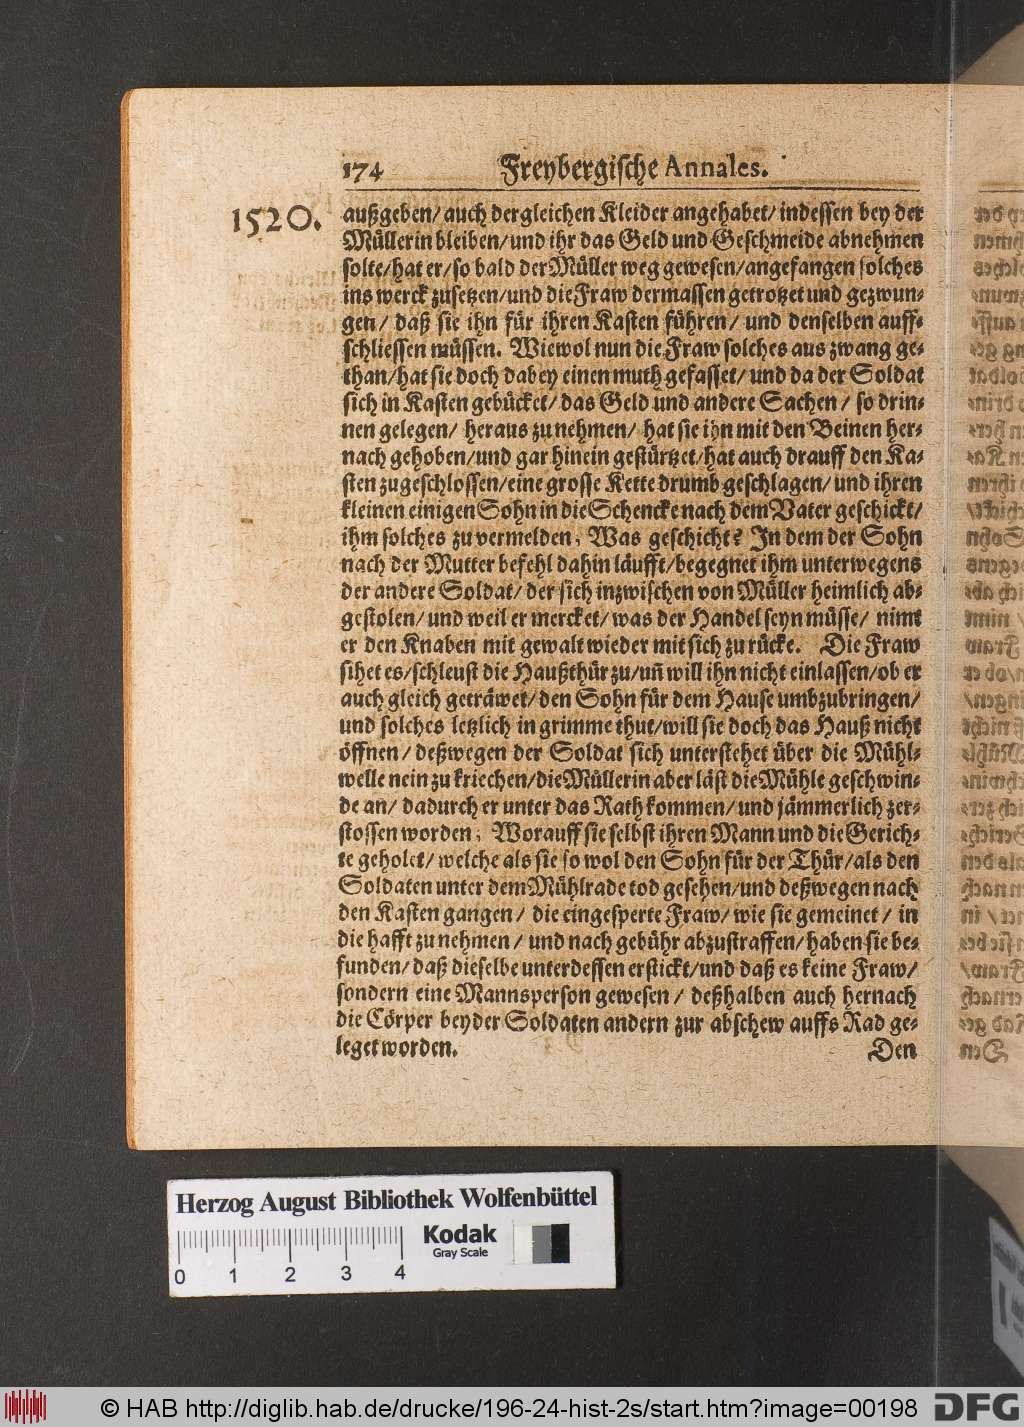 174 Freybergische Annales.
1520.
außgeben/ auch dergleichen Kleider angehabet/ indessen bey der
Müllerin bleiben/ und ihr das Geld und Geschmeide abnehmen
solte/ hat er/ so bald der Müller weg gewesen/ angefangen solches
ins werck zusetzen/ und die Fraw dermassen getrotzet und gezwun-
gen/ daß sie ihn für ihren Kasten führen/ und denselben auff-
schliessen müssen. Wiewol nun die Fraw solches aus zwang ge-
than/ hat sie doch dabey einen muth gefasset/ und da der Soldat
sich in Kasten gebücket/ das Geld und andere Sachen/ so drin-
nen gelegen/ heraus zu nehmen/ hat sie ihn mit den Beinen her-
nach gehoben/ und gar hinein gestürtzet/ hat auch drauff den Ka-
sten zugeschlossen/ eine grosse Kette drumb geschlagen/ und ihren
kleinen einigen Sohn in die Schencke nach dem Vater geschickt/
ihm solches zu vermelden. Was geschicht? In dem der Sohn
nach der Mutter befehl dahin läufft/ begegnet ihm unterwegens
der andere Soldat/ der sich inzwischen von Müller heimlich ab-
gestolen/ und weil er mercket/ was der Handel seyn müsse/ nimt
er den Knaben mit gewalt wieder mit sich zu rücke. Die Fraw
sihet es/ schleust die Haußthür zu/ uñ will ihn nicht einlassen/ ob er
auch gleich geträwet/ den Sohn für dem Hause umbzubringen/
und solches letzlich in grimme thut/ will sie doch das Hauß nicht
öffnen/ deßwegen der Soldat sich unterstehet über die Mühl-
welle nein zu kriechen/ die Müllerin aber läst die Mühle geschwin-
de an/ dadurch er unter das Rath kommen/ und jämmerlich zer-
stossen worden. Worauff sie selbst ihren Mann und die Gerich-
te geholet/ welche als sie so wol den Sohn für der Thür/ als den
Soldaten unter dem Mühlrade tod gesehen/ und deßwegen nach
den Kasten gangen/ die eingesperte Fraw/ wie sie gemeinet/ in
die hafft zu nehmen/ und nach gebühr abzustraffen/ haben sie be-
funden/ daß dieselbe unterdessen erstickt/ und daß es keine Fraw/
sondern eine Mannsperson gewesen/ deßhalben auch hernach
die Cörper beyder Soldaten andern zur abschew auffs Rad ge-
leget worden.
Den
Herzog August Bibliothek Wolfenbüttel
Kodak
Gray Scale
0 1 2 3 4
© HAB http://diglib.hab.de/drucke/196-24-hist-2s/start.htm?image=00198
DFG